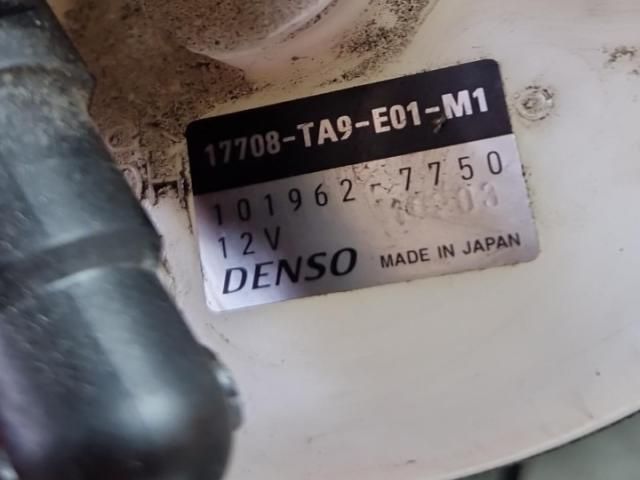 17708-TA9-E01-M1
101962-7750
12V
DENSO MADE IN JAPAN